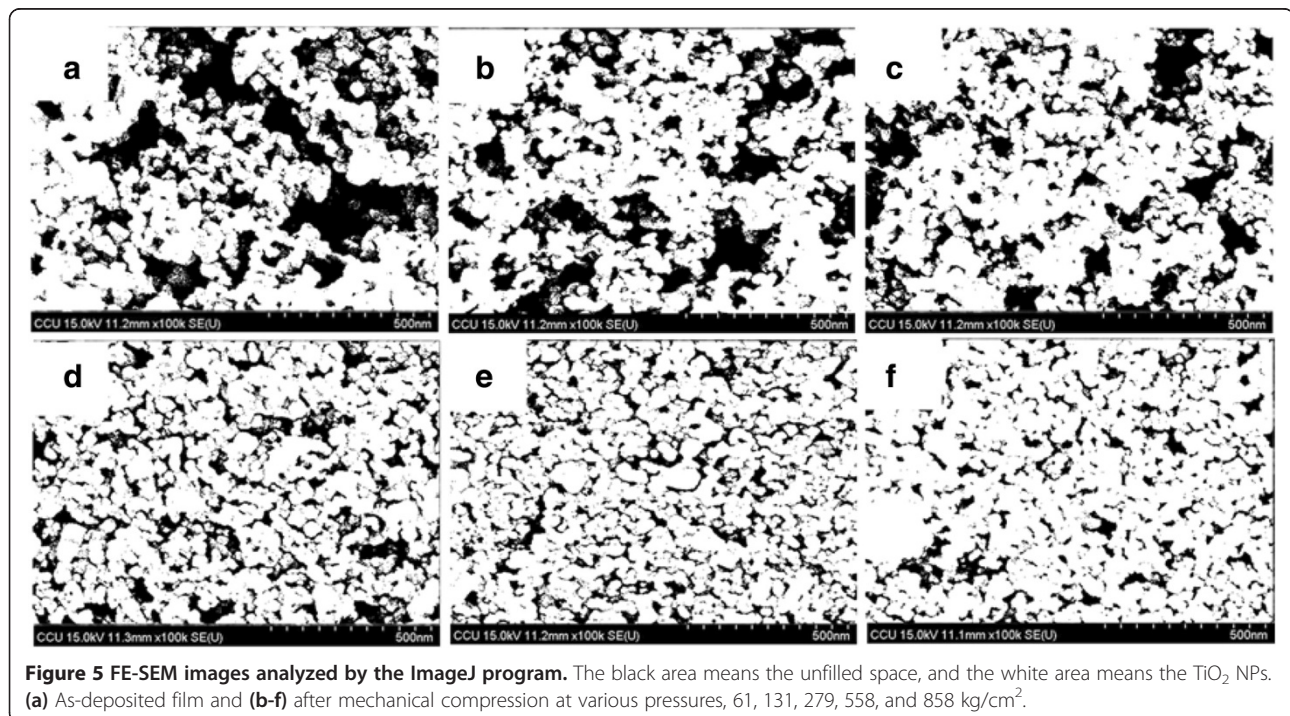 a
b
c
CCU 15.0kV 11.2mm x100k SE(U) 500nm
CCU 15.0kV 11.2mm x100k SE(U) 500nm
CCU 15.0kV 11.2mm x100k SE(U) 500nm
d
e
f
CCU 15.0kV 11.3mm x100k SE(U) 500nm
CCU 15.0kV 11.2mm x100k SE(U) 500nm
CCU 15.0kV 11.1mm x100k SE(U) 500nm
Figure 5 FE-SEM images analyzed by the ImageJ program. The black area means the unfilled space, and the white area means the TiO₂ NPs.
(a) As-deposited film and (b-f) after mechanical compression at various pressures, 61, 131, 279, 558, and 858 kg/cm².